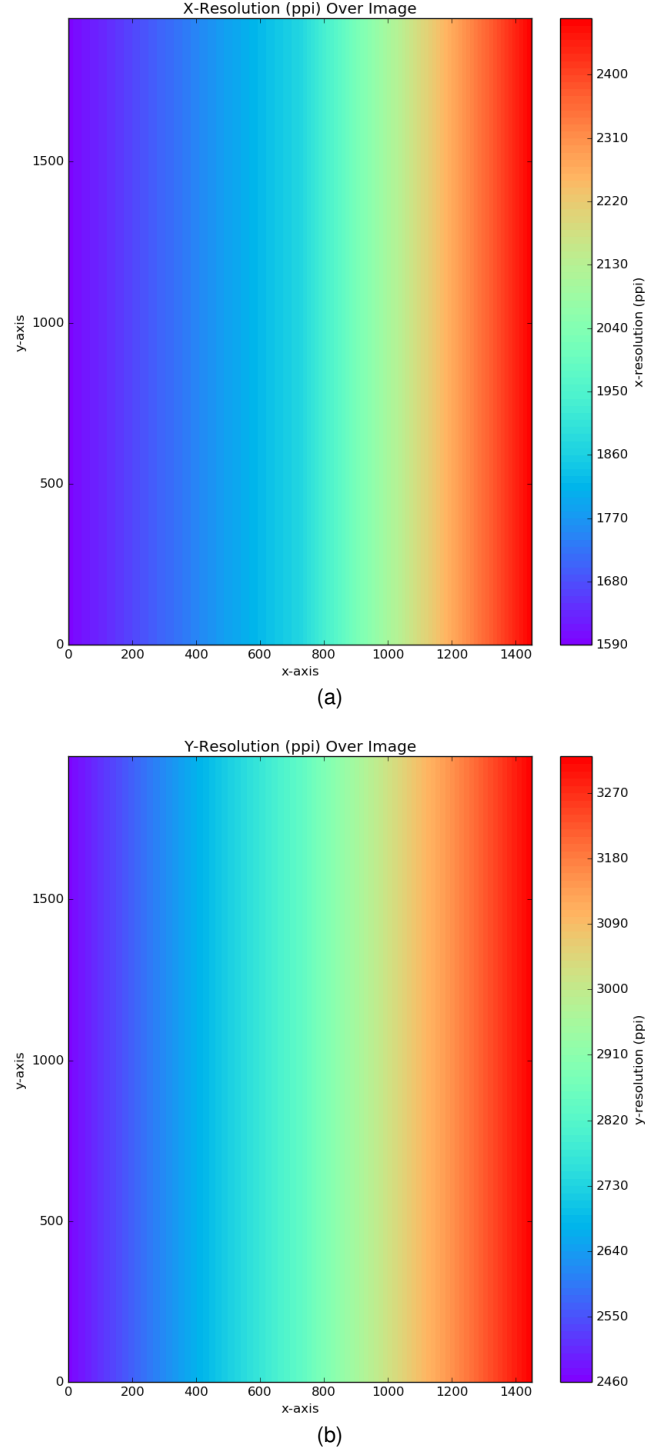 X-Resolution (ppi) Over Image
2400
2310
2220
2130
2040
1950
1860
1770
1680
1590
x-resolution (ppi)
1500
1000
500
0
y-axis
0 200 400 600 800 1000 1200 1400
x-axis
(a)
Y-Resolution (ppi) Over Image
3270
3180
3090
3000
2910
2820
2730
2640
2550
2460
y-resolution (ppi)
1500
1000
500
0
y-axis
0 200 400 600 800 1000 1200 1400
x-axis
(b)